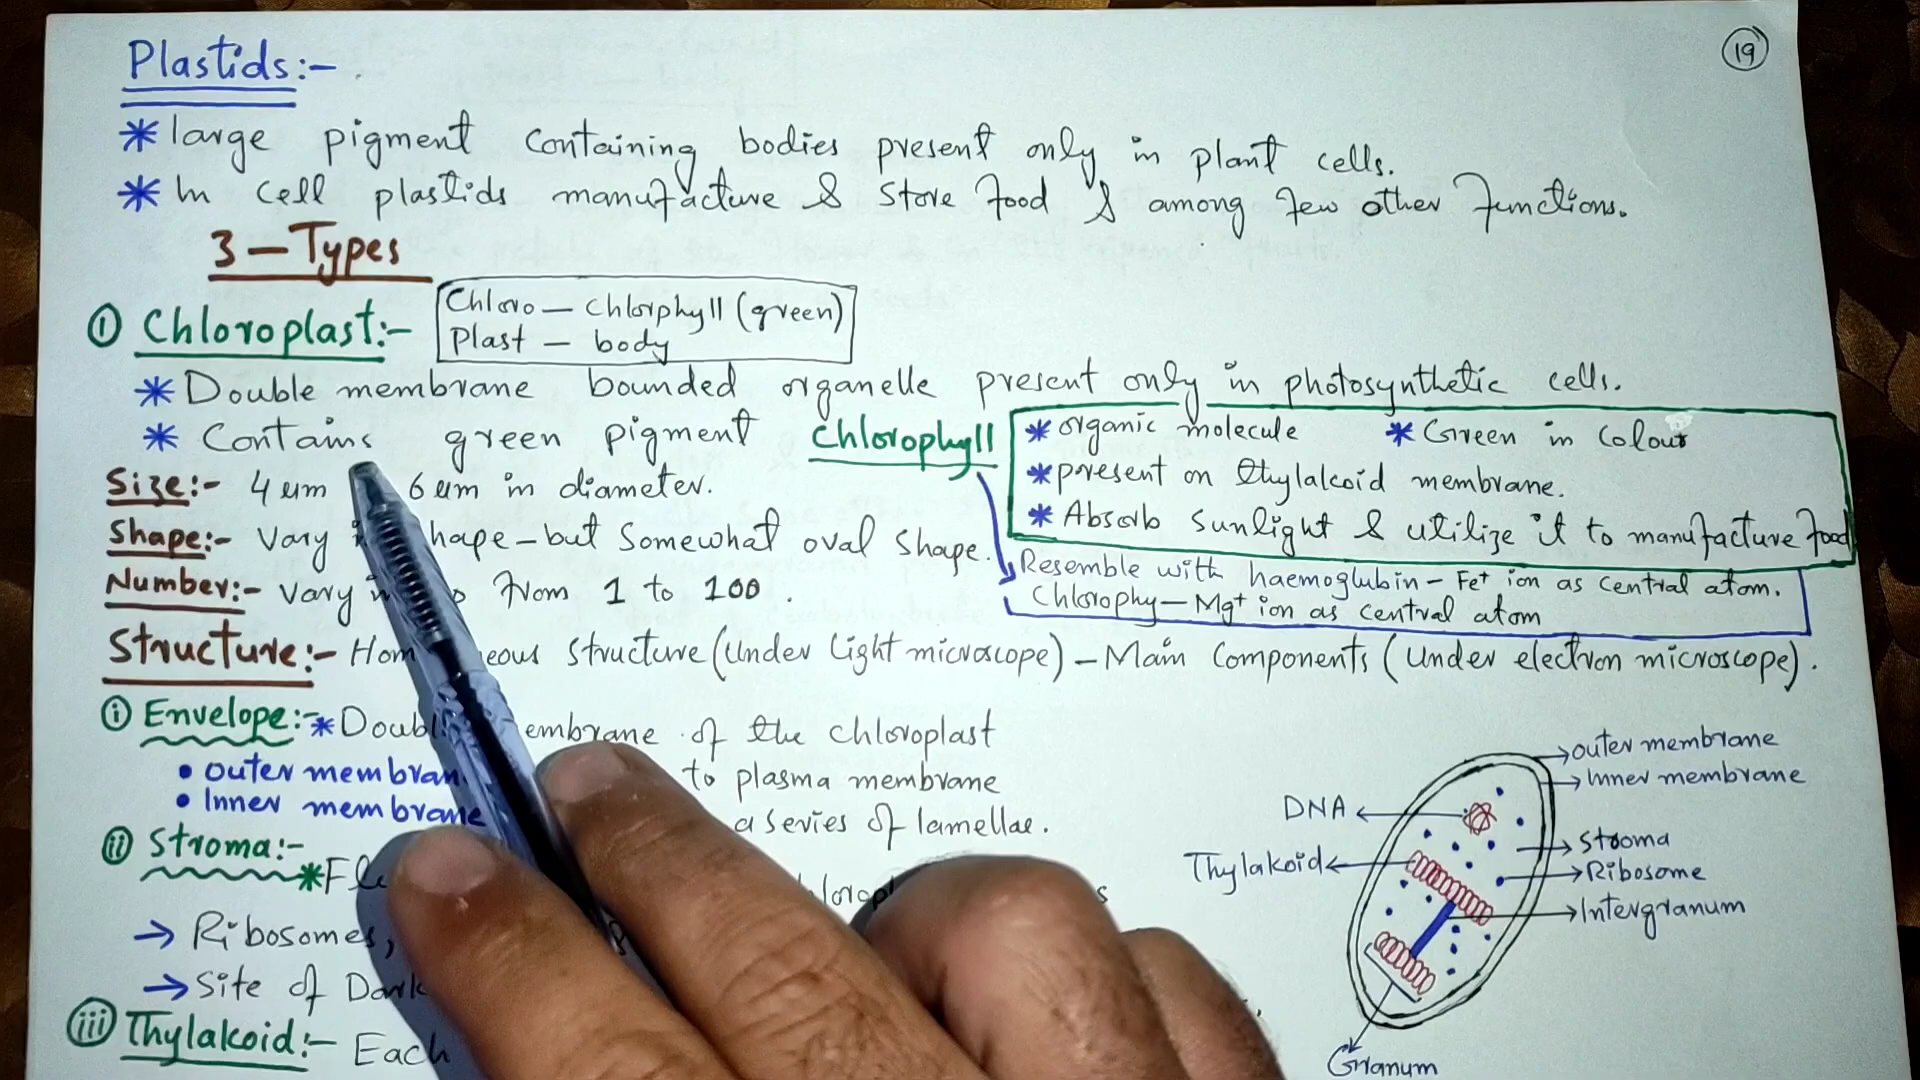 19
Plastids:-
* large pigment containing bodies present only in plant cells.
* In cell plastids manufacture & store food & among few other functions.
3 - Types
① Chloroplast:-
Chloro - Chlorphyll (green)
Plast - body
* Double membrane bounded organelle present only in photosynthetic cells.
* Contains green pigment chlorophyll
* organic molecule * Green in colour
* present on thylakoid membrane.
* Absorb sunlight & utilize it to manufacture food
Resemble with haemoglubin - Fe+ ion as central atom.
Chlorophy - Mg+ ion as central atom
Size:- 4 um 6 um in diameter.
Shape:- Vary hape - but somewhat oval shape.
Number:- Vary from 1 to 100.
Structure:- Hom eous structure (under light microscope) - Main components (under electron microscope).
(i) Envelope:- * Doubl embrane of the chloroplast
• outer membran to plasma membrane
• Inner membrane a series of lamellae.
(ii) Stroma:-
* Fl hlorop s
→ Ribosomes,
→ Site of Dark
(iii) Thylakoid:- Each
outer membrane
Inner membrane
DNA
Stroma
Thylakoid
Ribosome
Intergranum
Granum